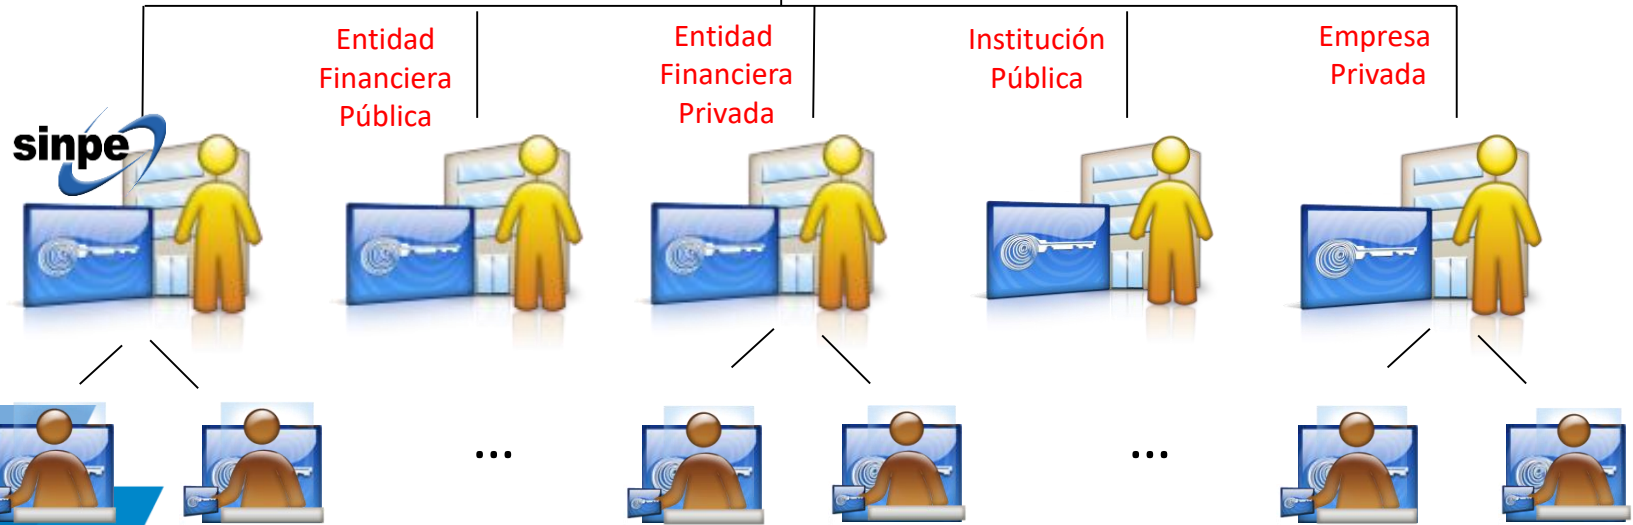 Entidad
Financiera
Pública
Entidad
Financiera
Privada
Institución
Pública
Empresa
Privada
sinpe
...
...